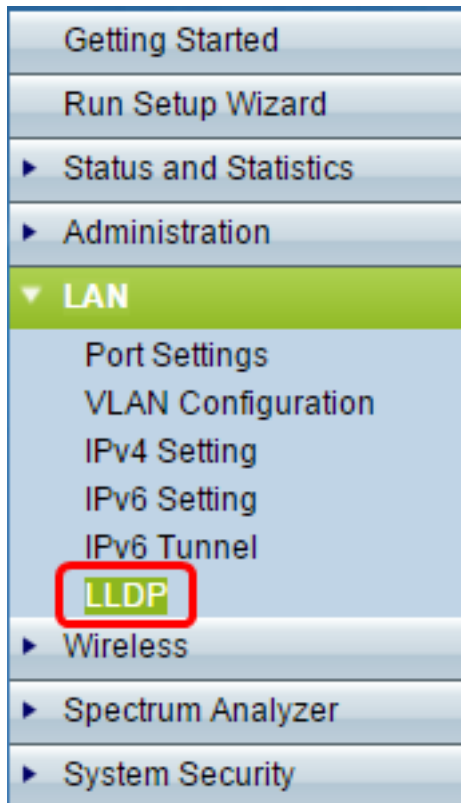 Getting Started
Run Setup Wizard
Status and Statistics
Administration
LAN
Port Settings
VLAN Configuration
IPv4 Setting
IPv6 Setting
IPv6 Tunnel
LLDP
Wireless
Spectrum Analyzer
System Security